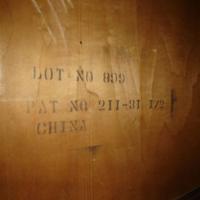 LOT NO 899
PAT NO 211-31 1/2
CHINA